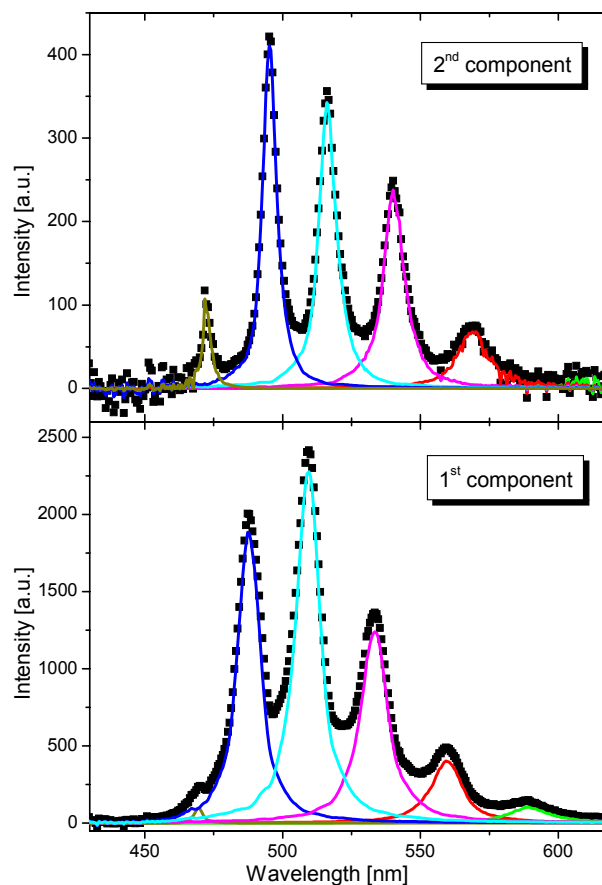 400
300
200
100
0
Intensity [a.u.]
2nd component
2500
2000
1500
1000
500
0
Intensity [a.u.]
1st component
450 500 550 600
Wavelength [nm]